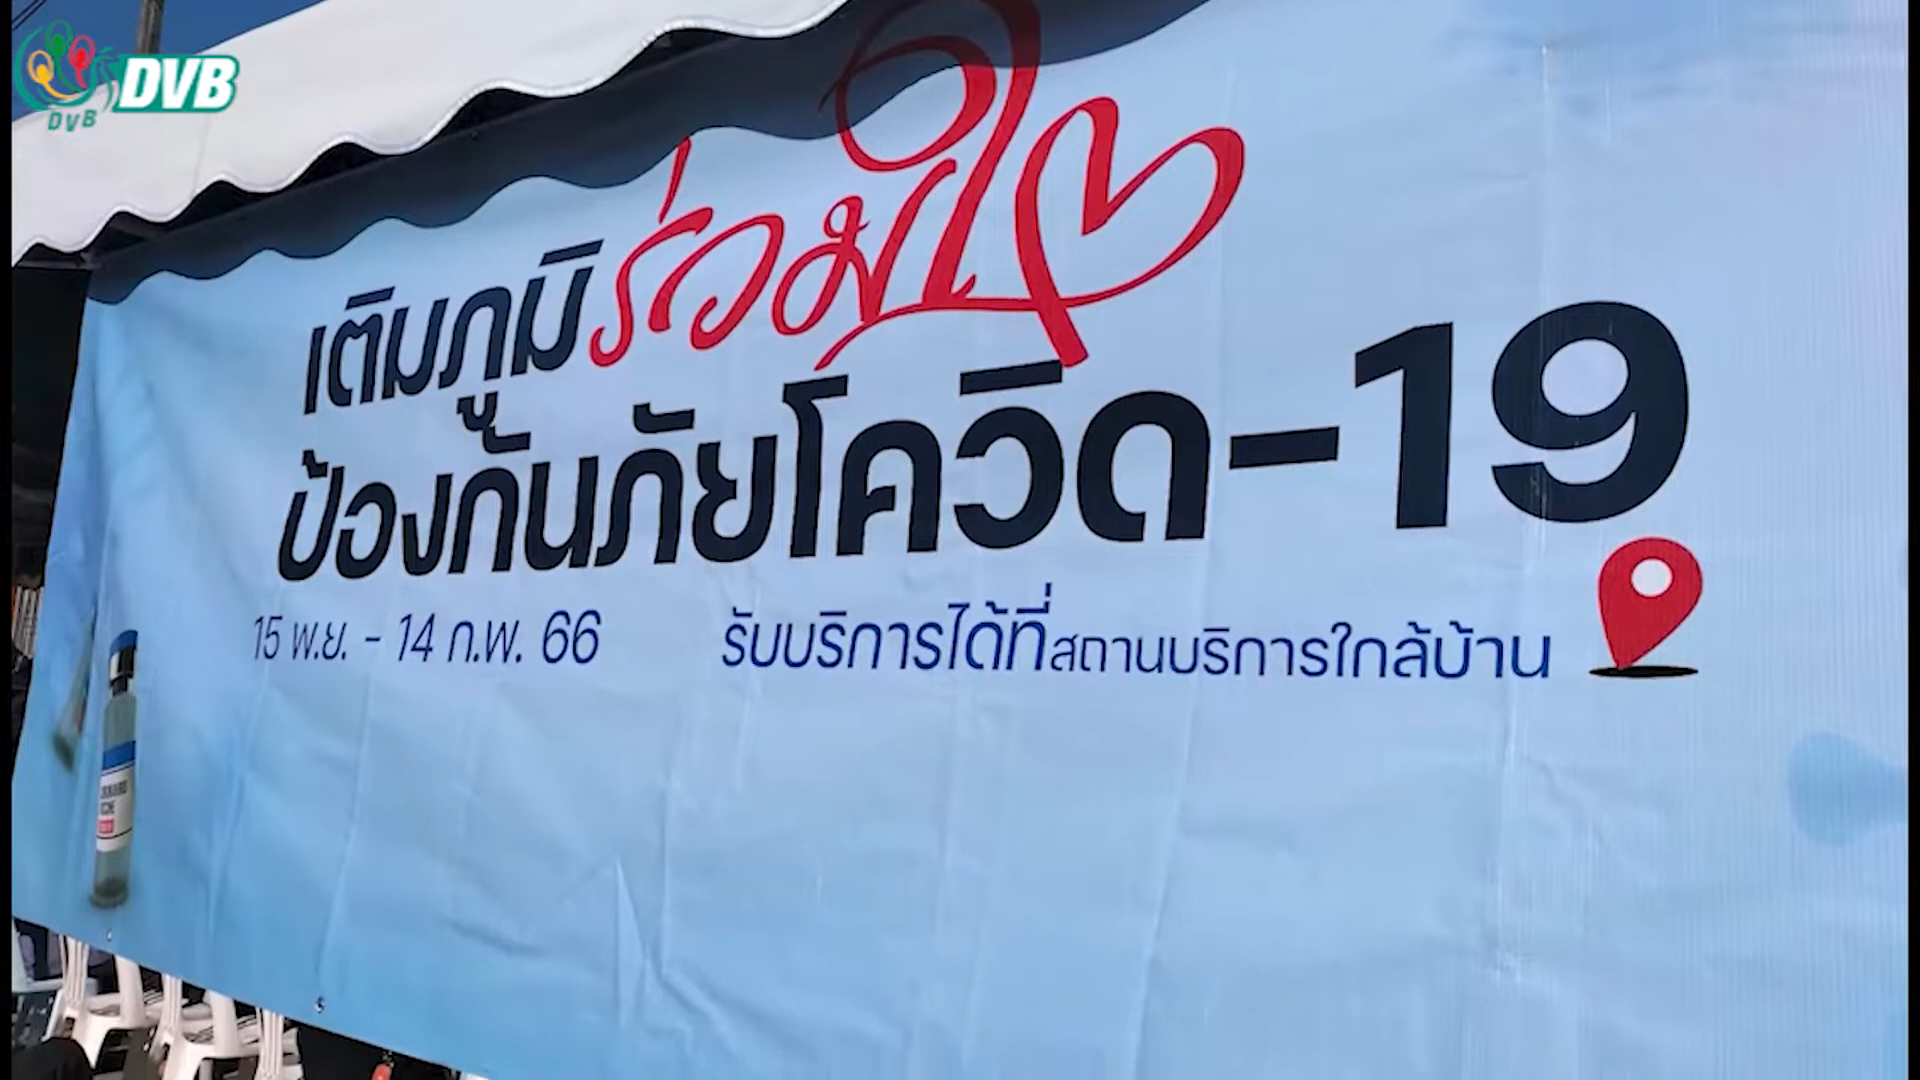 DVB
DVB
เติมภูมิร่วมใจ
ป้องกันภัยโควิด-19
15 พ.ย. - 14 ก.พ. 66
รับบริการได้ที่สถานบริการใกล้บ้าน